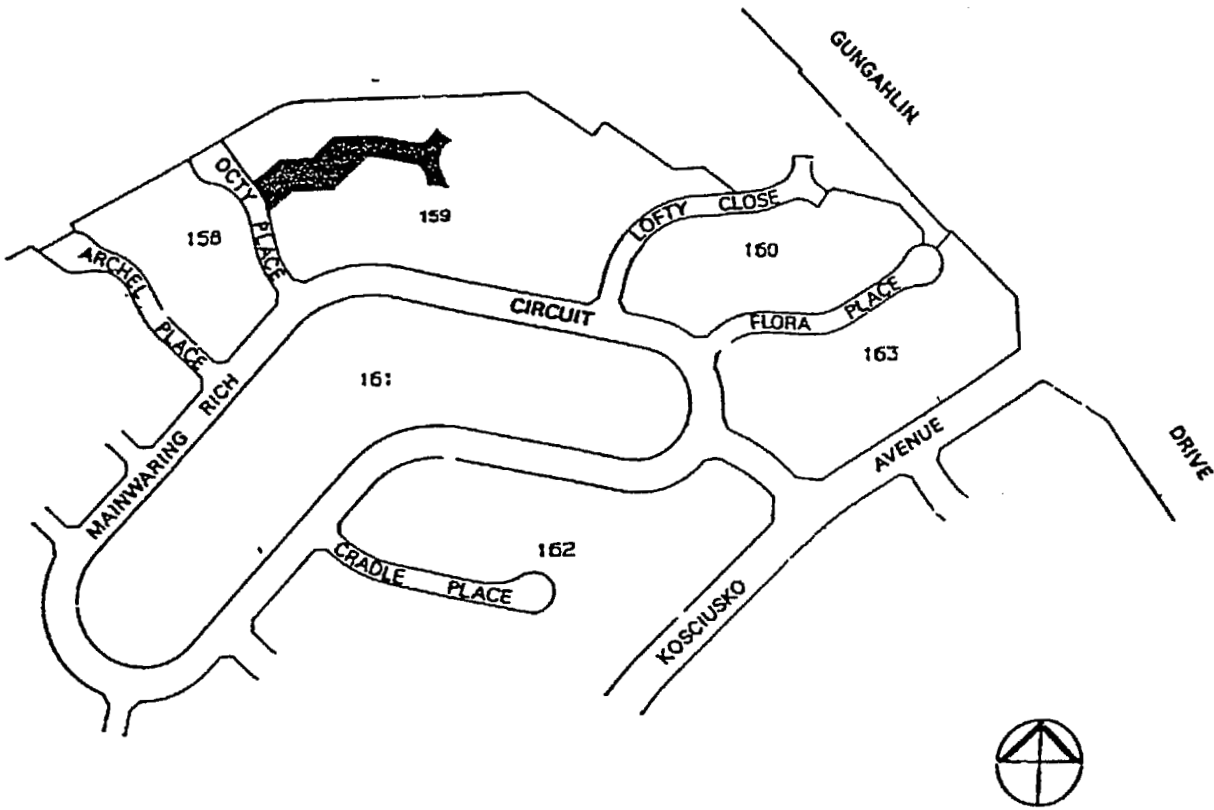 GUNGAHLIN
OCTY PLACE
159
LOFTY CLOSE
158
160
ARCHEL PLACE
CIRCUIT
FLORA PLACE
163
161
MAINWARING RICH
AVENUE
DRIVE
162
CRADLE PLACE
KOSCIUSKO